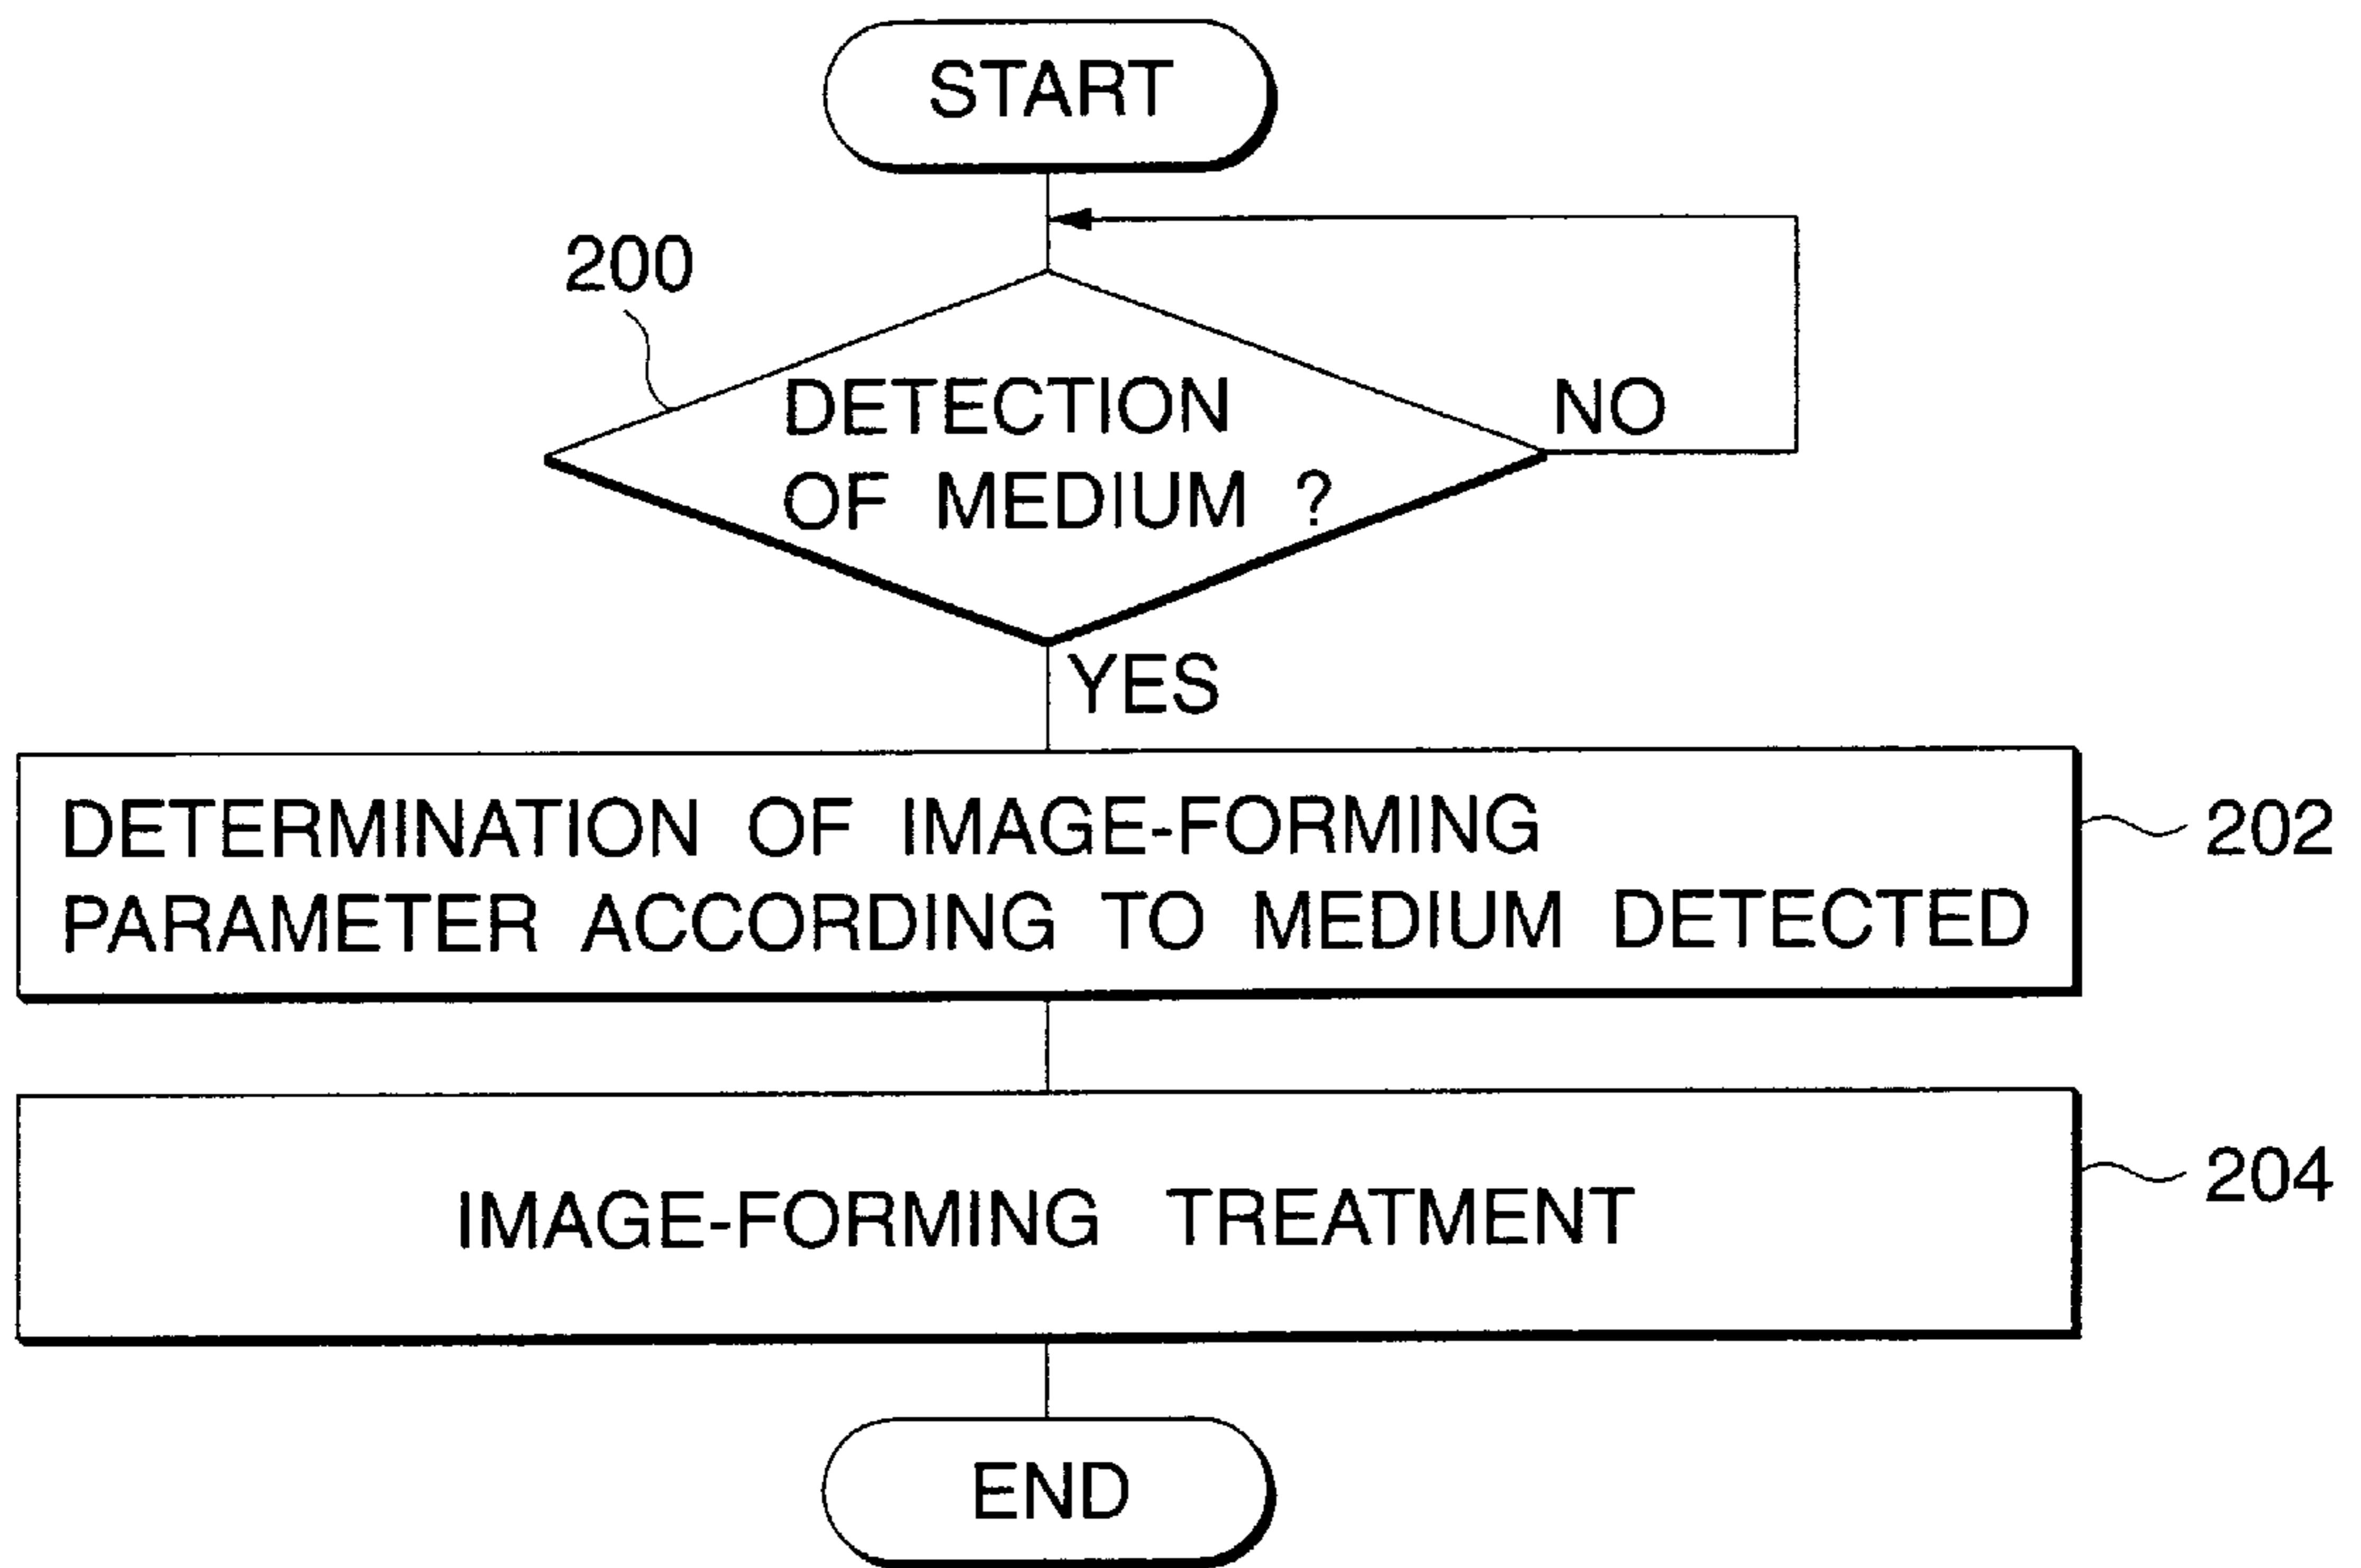 START
200
DETECTION
OF MEDIUM ?
NO
YES
DETERMINATION OF IMAGE-FORMING
PARAMETER ACCORDING TO MEDIUM DETECTED
202
IMAGE-FORMING TREATMENT
204
END